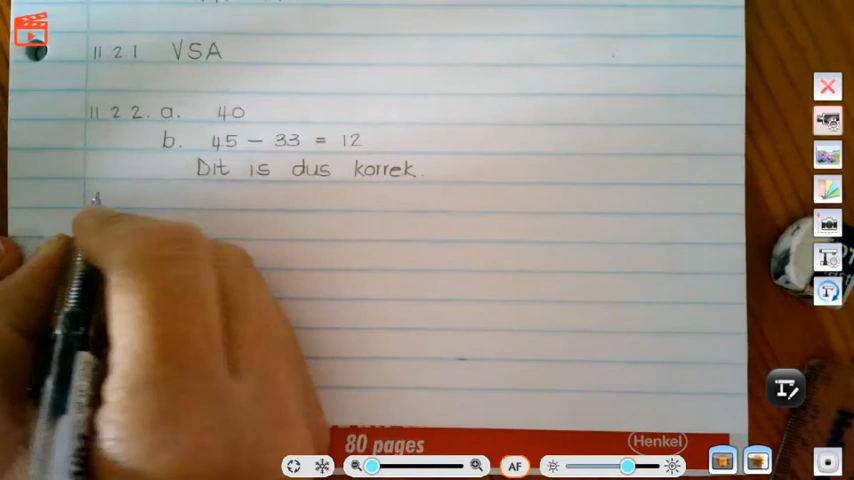 11.2.1 VSA
11.2.2. a. 40
b. 45 - 33 = 12
Dit is dus korrek.
80 pages
Henkel
AF